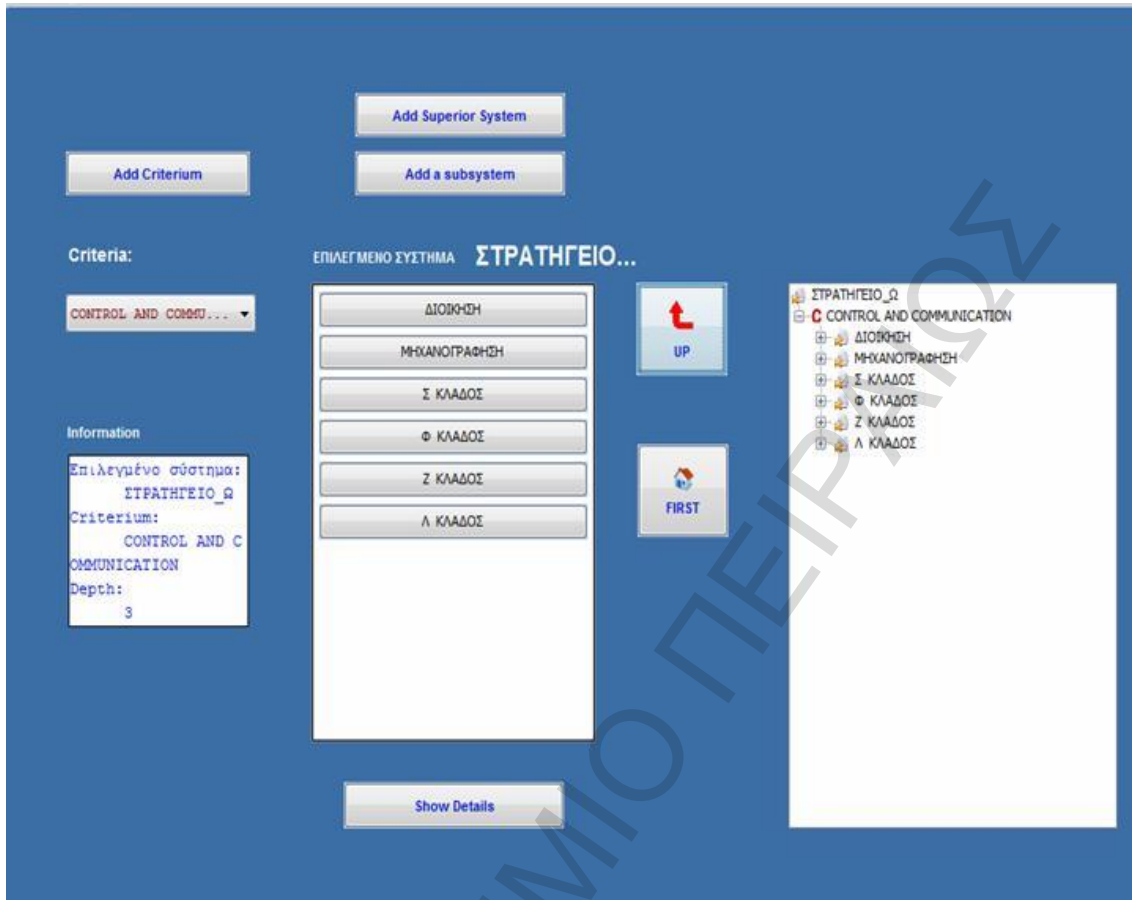 Add Superior System
Add Criterium
Add a subsystem
Criteria:
ΕΠΙΛΕΓΜΕΝΟ ΣΥΣΤΗΜΑ ΣΤΡΑΤΗΓΕΙΟ...
CONTROL AND COMMU...
Information
Επιλεγμένο σύστημα:
ΣΤΡΑΤΗΓΕΙΟ_Ω
Criterium:
CONTROL AND C
OMMUNICATION
Depth:
3
ΔΙΟΙΚΗΣΗ
ΜΗΧΑΝΟΓΡΑΦΗΣΗ
Σ ΚΛΑΔΟΣ
Φ ΚΛΑΔΟΣ
Ζ ΚΛΑΔΟΣ
Λ ΚΛΑΔΟΣ
UP
FIRST
ΣΤΡΑΤΗΓΕΙΟ_Ω
C CONTROL AND COMMUNICATION
ΔΙΟΙΚΗΣΗ
ΜΗΧΑΝΟΓΡΑΦΗΣΗ
Σ ΚΛΑΔΟΣ
Φ ΚΛΑΔΟΣ
Ζ ΚΛΑΔΟΣ
Λ ΚΛΑΔΟΣ
Show Details
ΜΙΟ ΠΕΙΡΑΙΩΣ